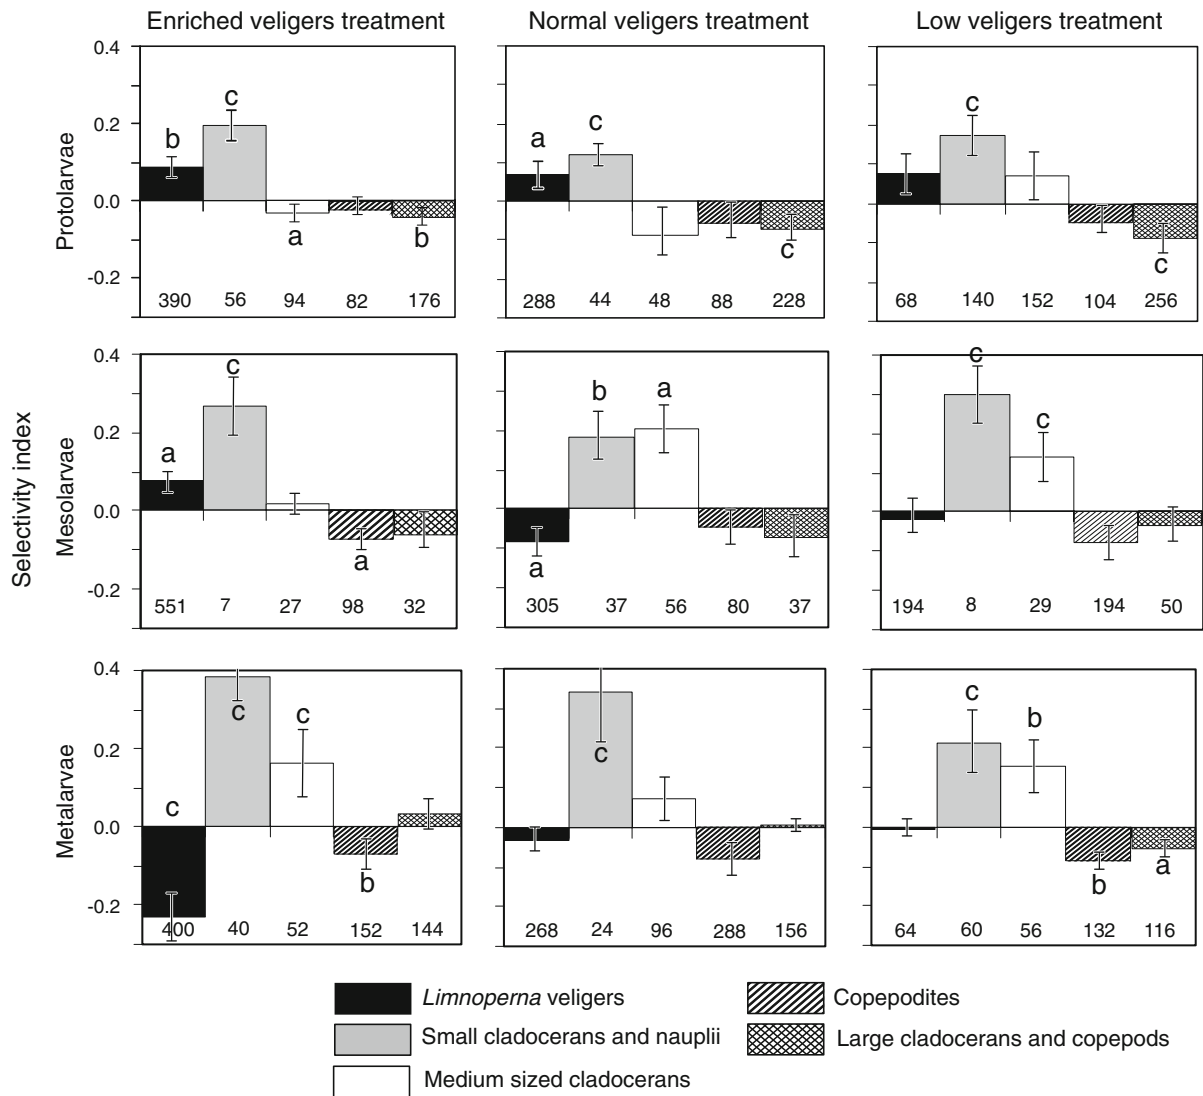 Enriched veligers treatment Normal veligers treatment Low veligers treatment
Selectivity index
Protolarvae
0.4
0.2
0.0
-0.2
b c a a c c b
c c
c c
390 56 94 82 176
288 44 48 88 228
68 140 152 104 256
Mesolarvae
0.4
0.2
0.0
-0.2
a c a
b a a
c c
551 7 27 98 32
305 37 56 80 37
194 8 29 194 50
Metalarvae
0.4
0.2
0.0
-0.2
c c c b
c
c b b a
400 40 52 152 144
268 24 96 288 156
64 60 56 132 116
Limnoperna veligers
Small cladocerans and nauplii
Medium sized cladocerans
Copepodites
Large cladocerans and copepods